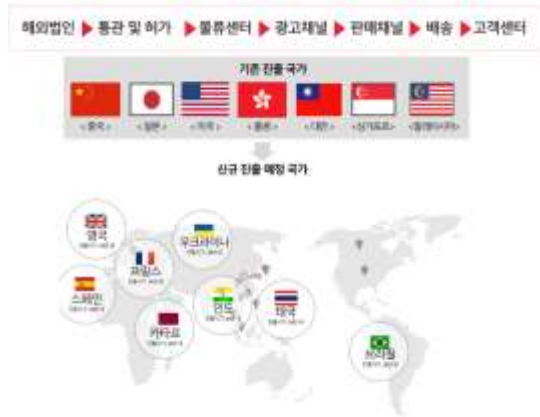 해외법인 ▶ 통관 및 허가 ▶ 물류센터 ▶ 광고채널 ▶ 판매채널 ▶ 배송 ▶ 고객센터
기존 진출 국가
<중국> <일본> <미국> <홍콩> <대만> <싱가포르> <말레이시아>
신규 진출 예정 국가
영국
우크라이나
프랑스
스페인
인도
태국
카타르
브라질